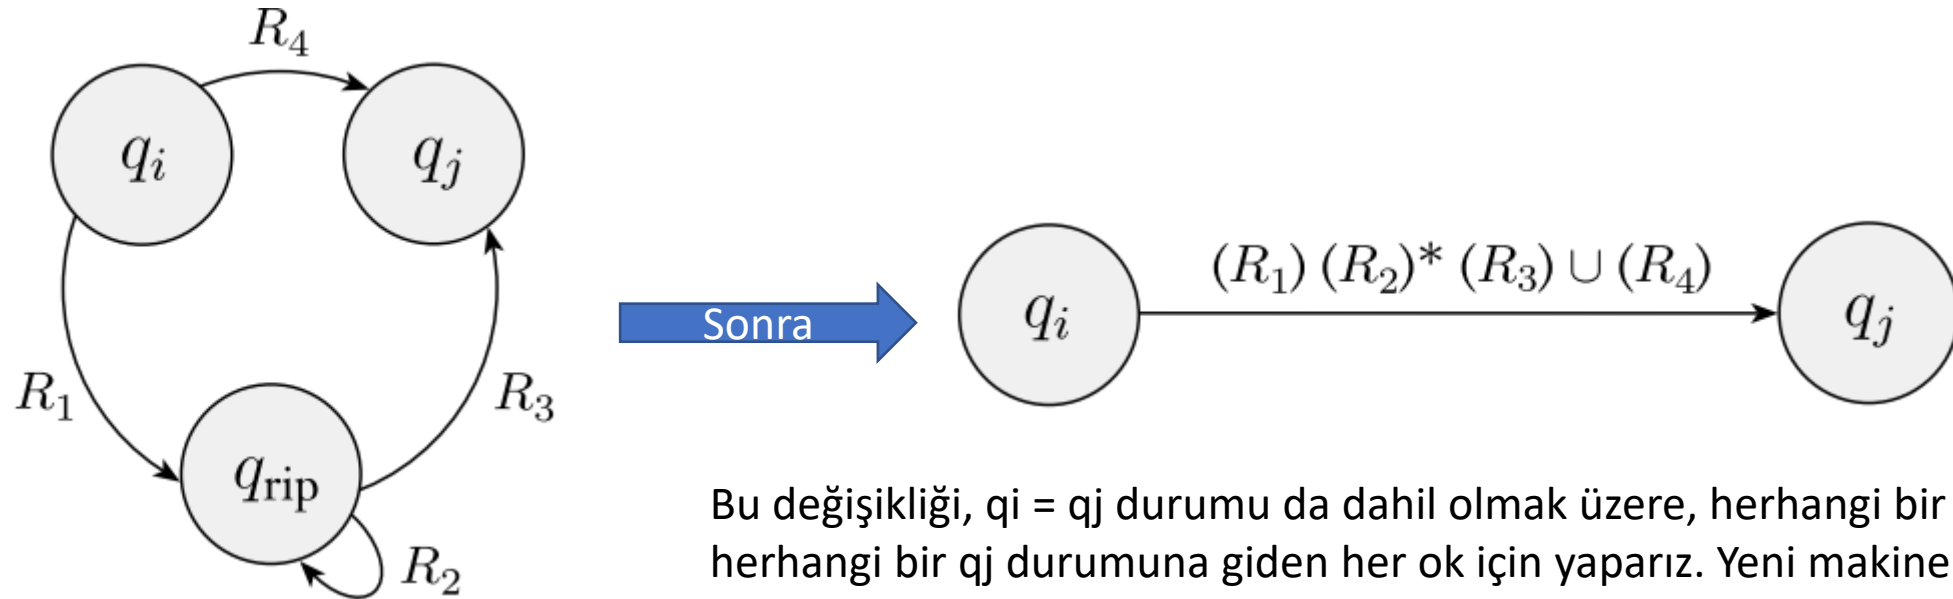 R₄
qᵢ
qⱼ
R₁
R₃
q_rip
R₂
Sonra
qᵢ
(R₁) (R₂)* (R₃) ∪ (R₄)
qⱼ
Bu değişikliği, qi = qj durumu da dahil olmak üzere, herhangi bir
herhangi bir qj durumuna giden her ok için yaparız. Yeni makine